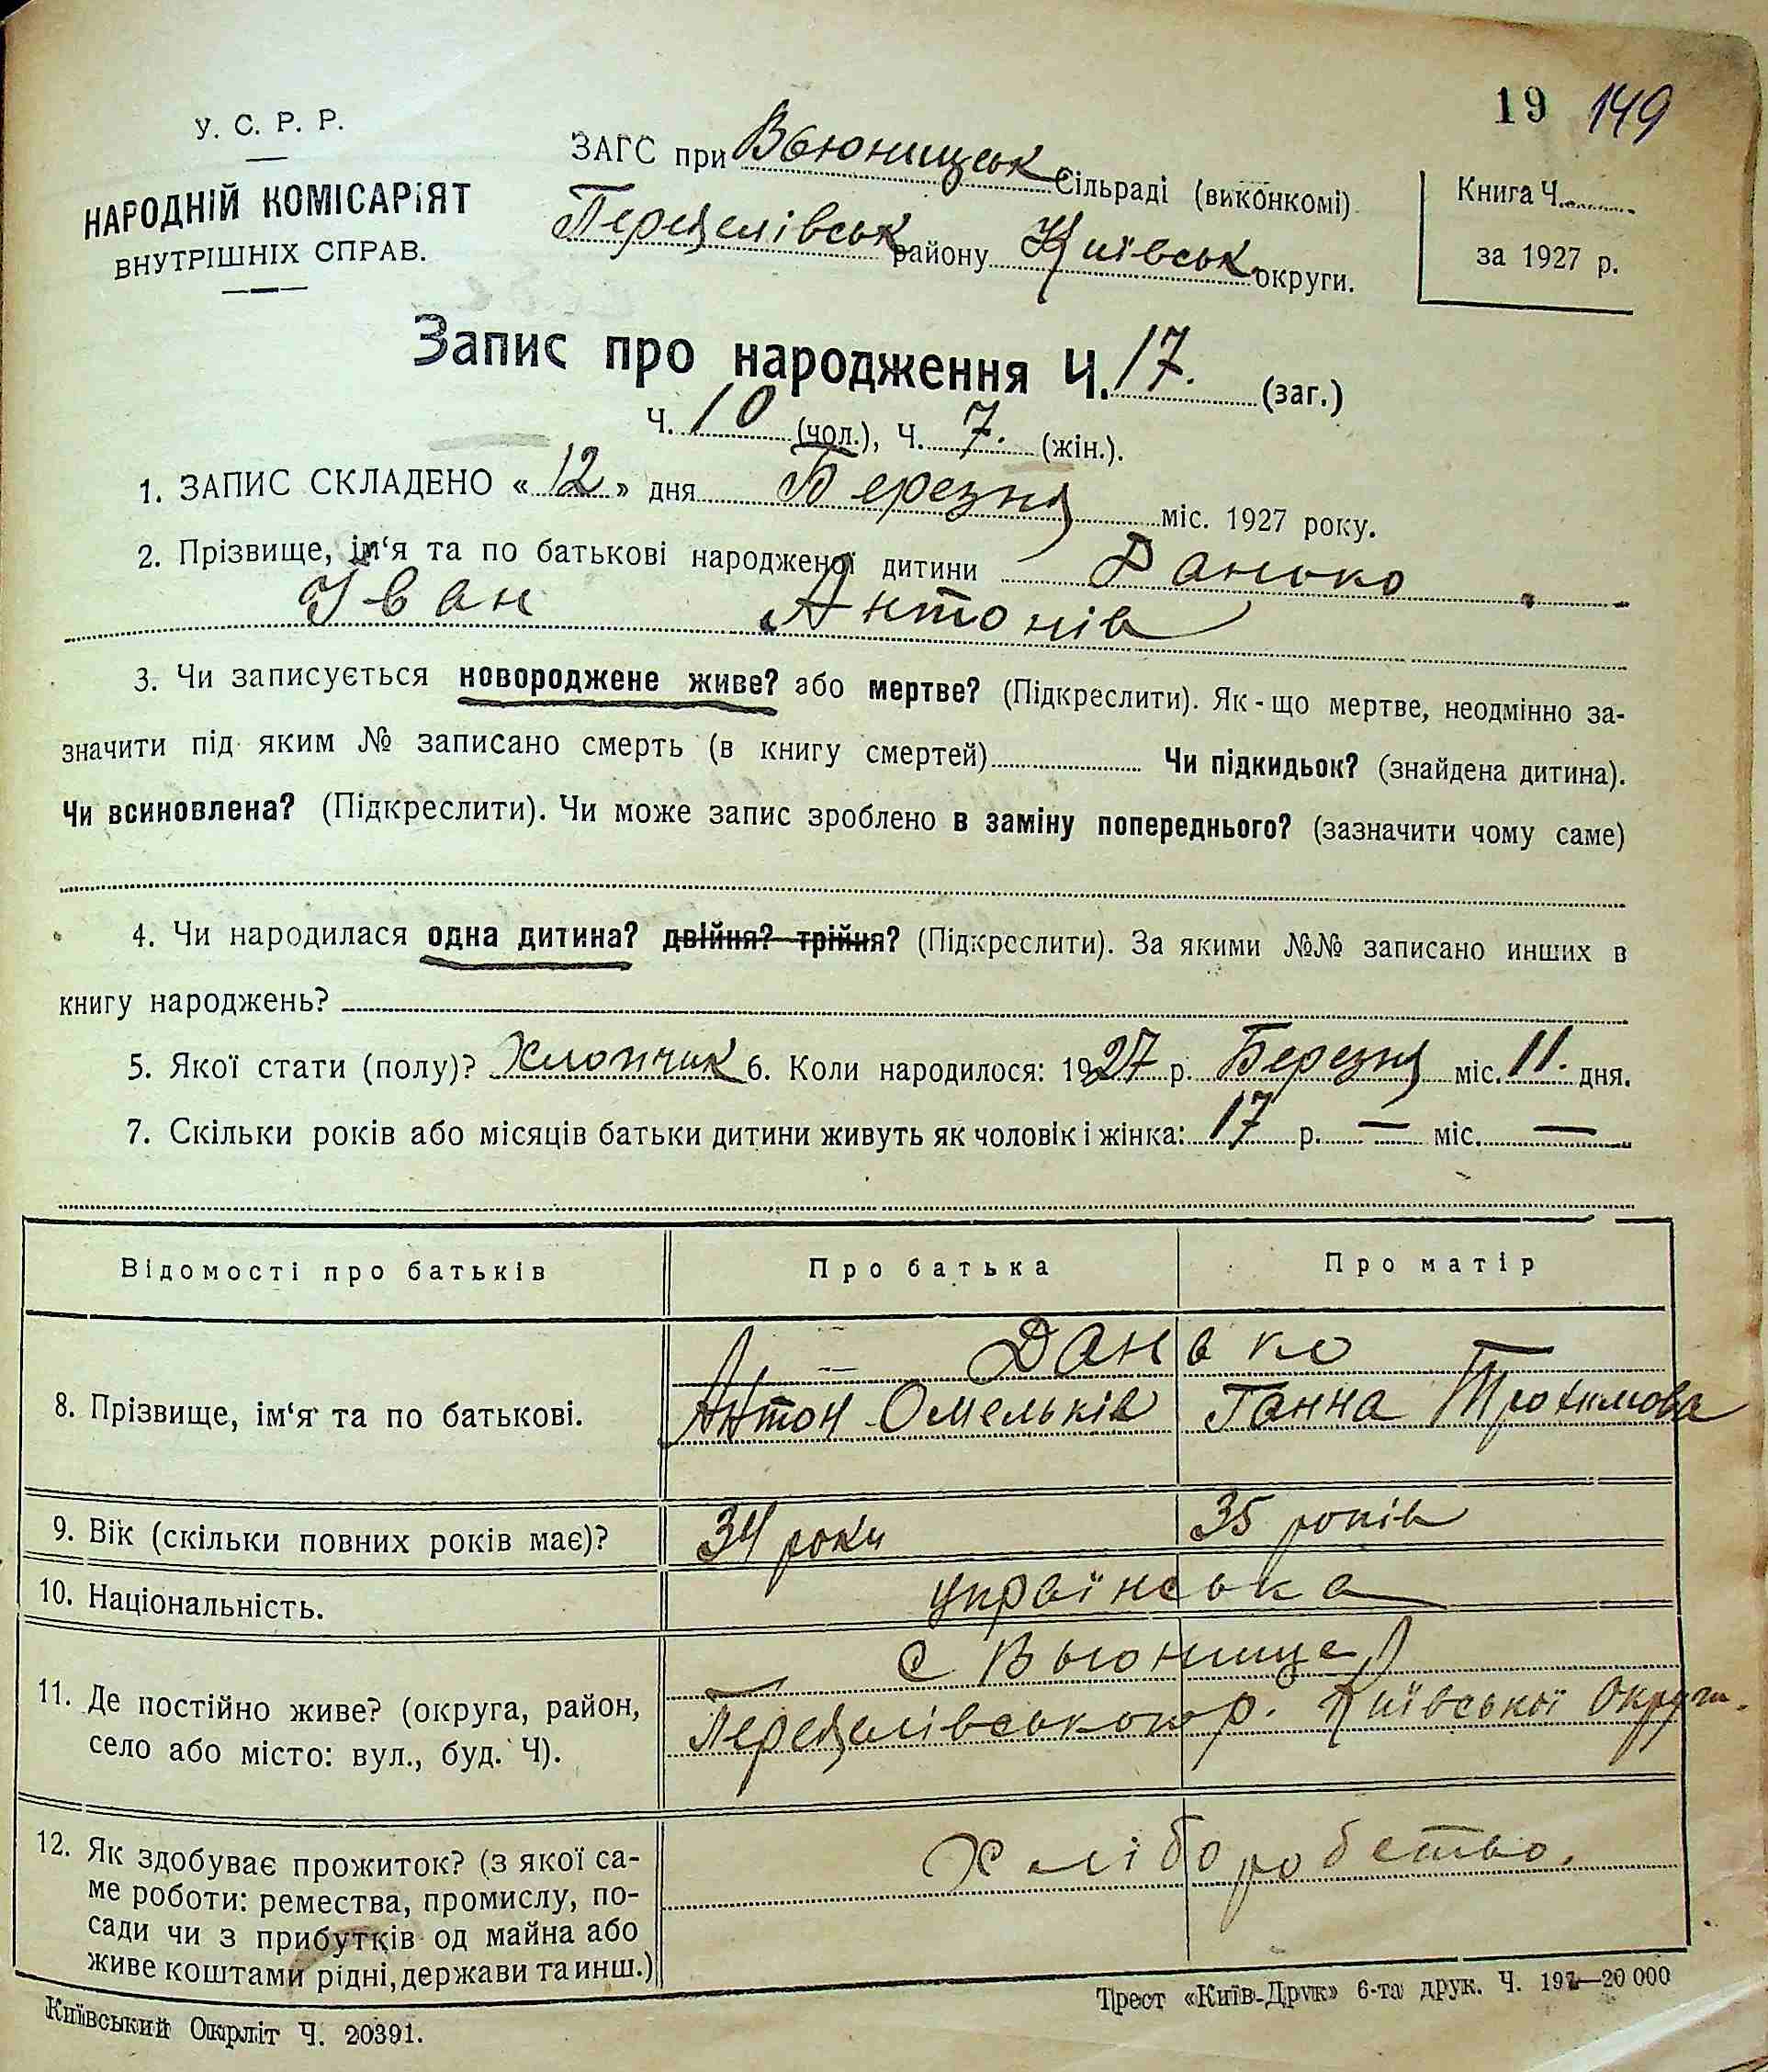 19 149
У. С. Р. Р.
НАРОДНІЙ КОМІСАРІЯТ
ВНУТРІШНІХ СПРАВ.
ЗАГС при Вьюнищськ Сільраді (виконкомі)
Переяслівськ району Київськ округи.
Книга Ч.
за 1927 р.
Запис про народження Ч. 17. (заг.)
Ч. 10 (чол.), Ч. 7. (жін.).
1. ЗАПИС СКЛАДЕНО « 12 » дня Березня міс. 1927 року.
2. Прізвище, ім‘я та по батькові народженої дитини Данько
Іван Антонів
3. Чи записується новороджене живе? або мертве? (Підкреслити). Як-що мертве, неодмінно за-
значити під яким № записано смерть (в книгу смертей) Чи підкидьок? (знайдена дитина).
Чи всиновлена? (Підкреслити). Чи може запис зроблено в заміну попереднього? (зазначити чому саме)
4. Чи народилася одна дитина? двійня? трійня? (Підкреслити). За якими №№ записано инших в
книгу народжень?
5. Якої стати (полу)? Хлопчик 6. Коли народилося: 1927 р. Березня міс. 11. дня.
7. Скільки років або місяців батьки дитини живуть як чоловік і жінка: 17 р. — міс. —
Відомості про батьків Про батька Про матір
Данько
8. Прізвище, ім‘я та по батькові. Антон Омельків Ганна Трохимова
9. Вік (скільки повних років має)? 34 роки 35 років
10. Національність. українська
с Вьюнище
11. Де постійно живе? (округа, район,
село або місто: вул., буд. Ч).
р. Київської Округи.
12. Як здобуває прожиток? (з якої са-
ме роботи: ремества, промислу, по-
сади чи з прибутків од майна або
живе коштами рідні, держави та инш.)
Хліборобство.
Київський Окрліт Ч. 20391.
Трест «Київ-Друк» 6-та друк. Ч. 197—20 000